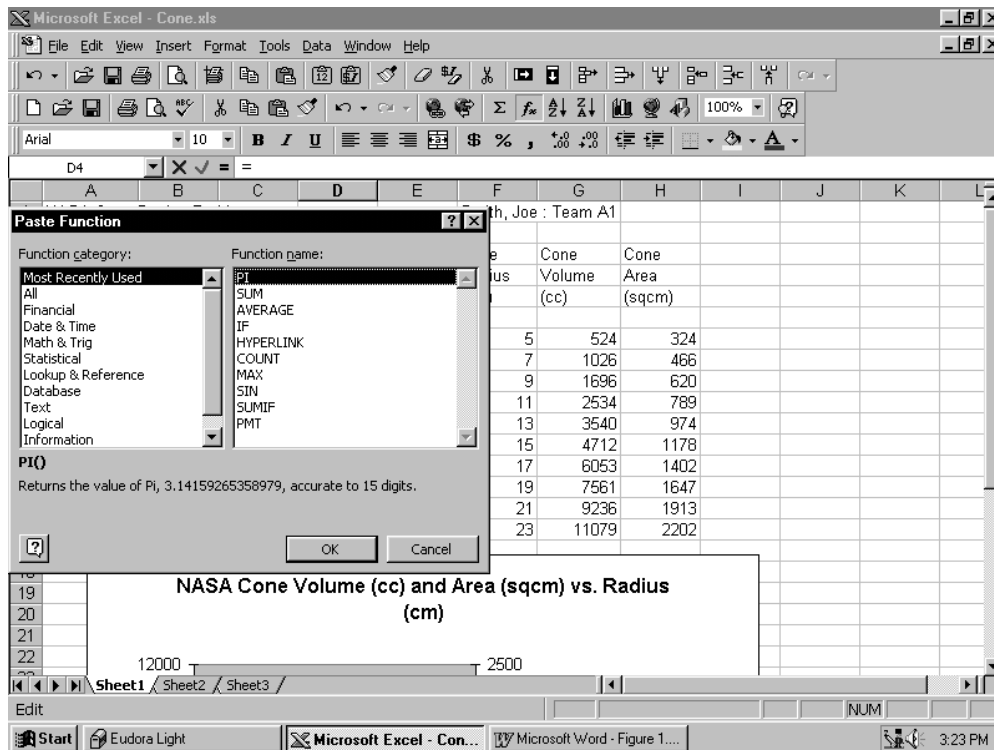 Microsoft Excel - Cone.xls
File Edit View Insert Format Tools Data Window Help
100%
Arial 10 B I U $ % ,
D4 = =
A B C D E F G H I J K L
Paste Function
th, Joe : Team A1
Function category: Function name:
Most Recently Used
All
Financial
Date & Time
Math & Trig
Statistical
Lookup & Reference
Database
Text
Logical
Information
PI
SUM
AVERAGE
IF
HYPERLINK
COUNT
MAX
SIN
SUMIF
PMT
PI()
Returns the value of Pi, 3.14159265358979, accurate to 15 digits.
OK Cancel
Cone Cone
ius Volume Area
(cc) (sqcm)
5 524 324
7 1026 466
9 1696 620
11 2534 789
13 3540 974
15 4712 1178
17 6053 1402
19 7561 1647
21 9236 1913
23 11079 2202
19
20
21
22
NASA Cone Volume (cc) and Area (sqcm) vs. Radius
(cm)
12000 2500
Sheet1 Sheet2 Sheet3
Edit NUM
Start Eudora Light Microsoft Excel - Con... Microsoft Word - Figure 1.... 3:23 PM